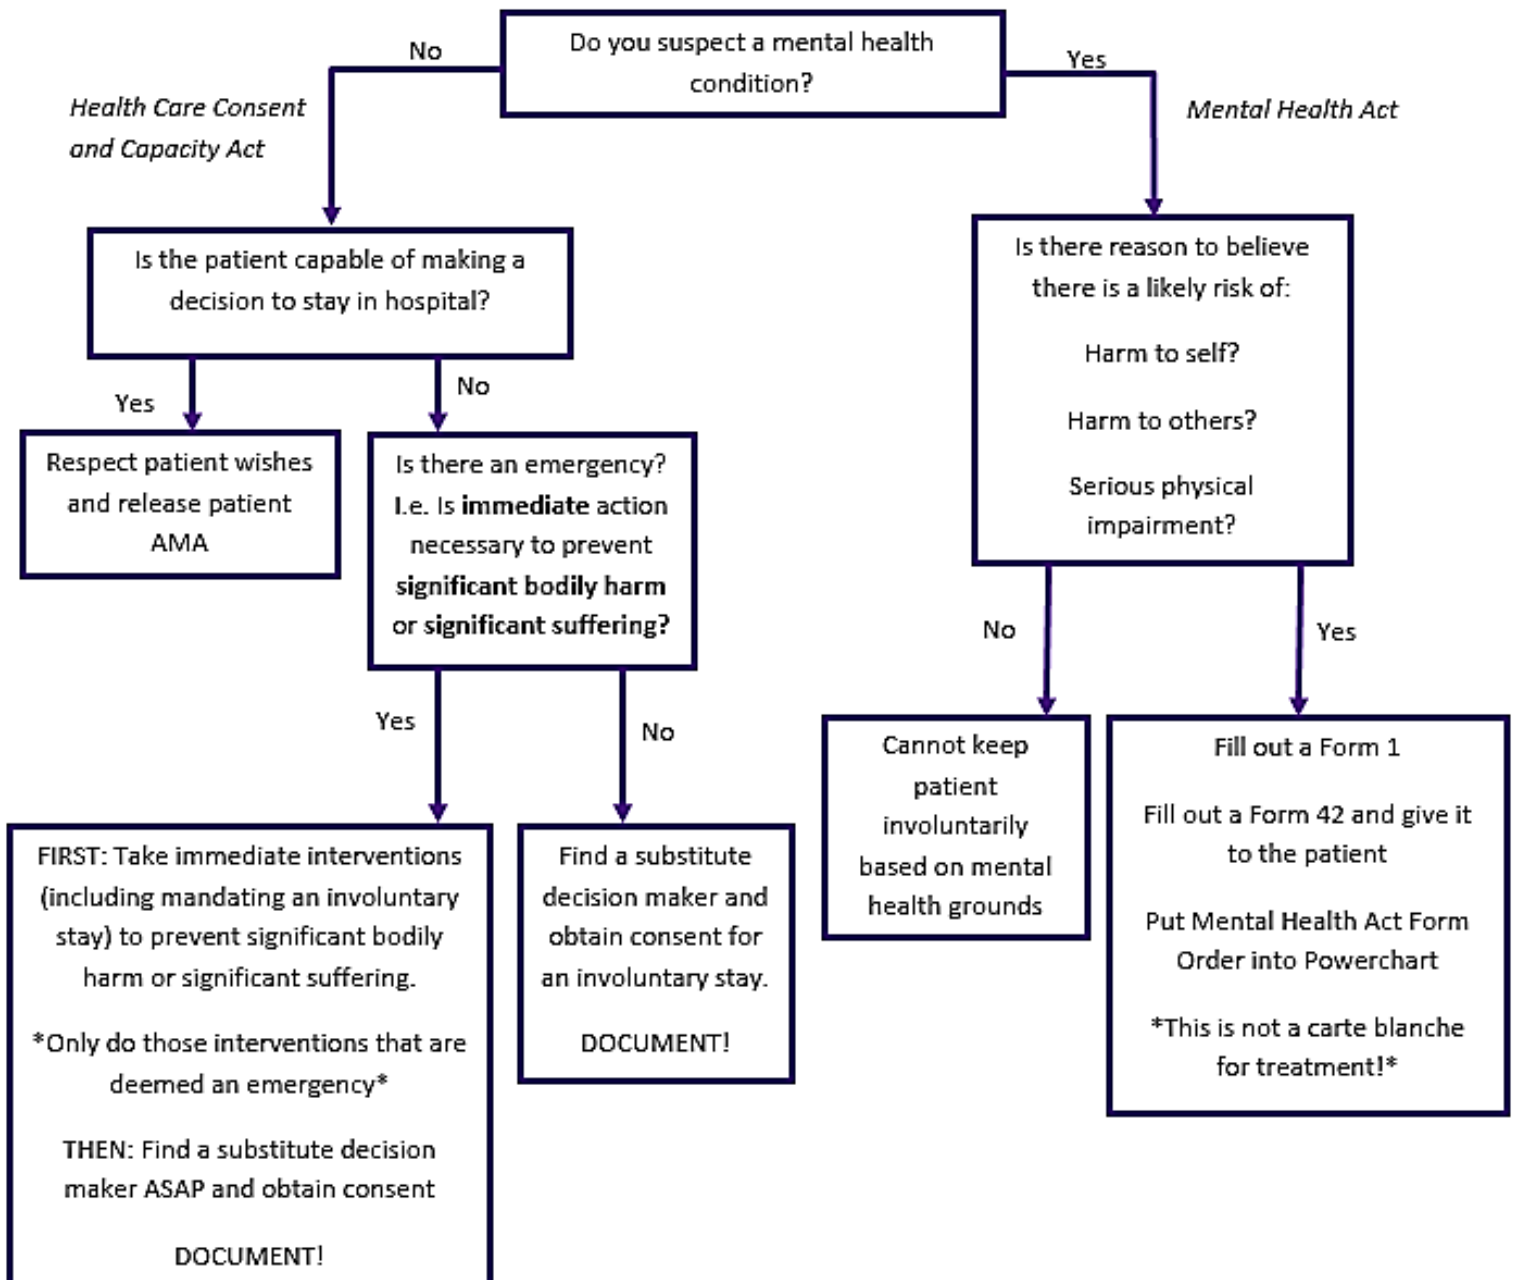 Do you suspect a mental health
condition?
No
Yes
Health Care Consent
and Capacity Act
Mental Health Act
Is the patient capable of making a
decision to stay in hospital?
Is there reason to believe
there is a likely risk of:
Harm to self?
Harm to others?
Serious physical
impairment?
Yes
No
Respect patient wishes
and release patient
AMA
Is there an emergency?
I.e. Is immediate action
necessary to prevent
significant bodily harm
or significant suffering?
No
Yes
Yes
No
Cannot keep
patient
involuntarily
based on mental
health grounds
Fill out a Form 1
Fill out a Form 42 and give it
to the patient
Put Mental Health Act Form
Order into Powerchart
*This is not a carte blanche
for treatment!*
FIRST: Take immediate interventions
(including mandating an involuntary
stay) to prevent significant bodily
harm or significant suffering.
*Only do those interventions that are
deemed an emergency*
THEN: Find a substitute decision
maker ASAP and obtain consent
DOCUMENT!
Find a substitute
decision maker and
obtain consent for
an involuntary stay.
DOCUMENT!